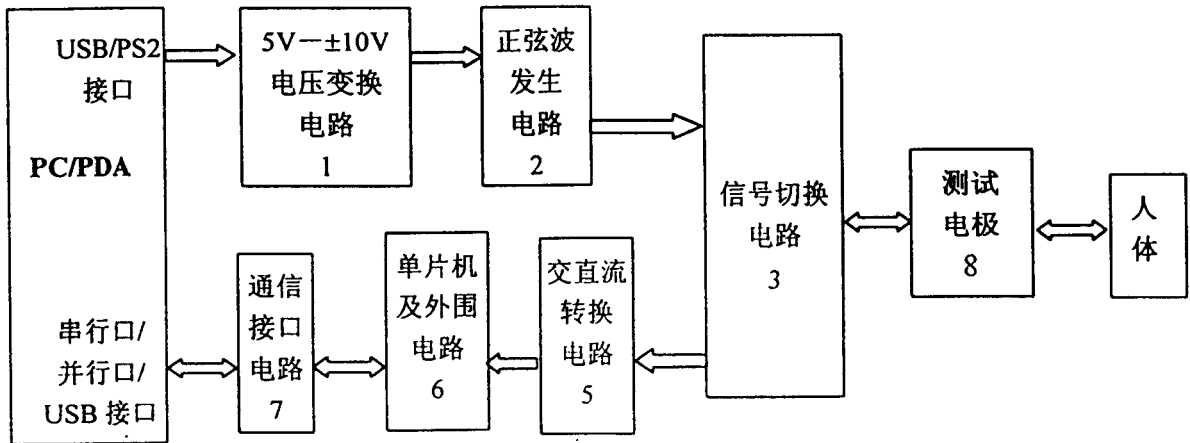 USB/PS2
接口
PC/PDA
串行口/
并行口/
USB 接口
5V—±10V
电压变换
电路
1
正弦波
发生
电路
2
信号切换
电路
3
测试
电极
8
人
体
通信
接口
电路
7
单片机
及外围
电路
6
交直流
转换
电路
5